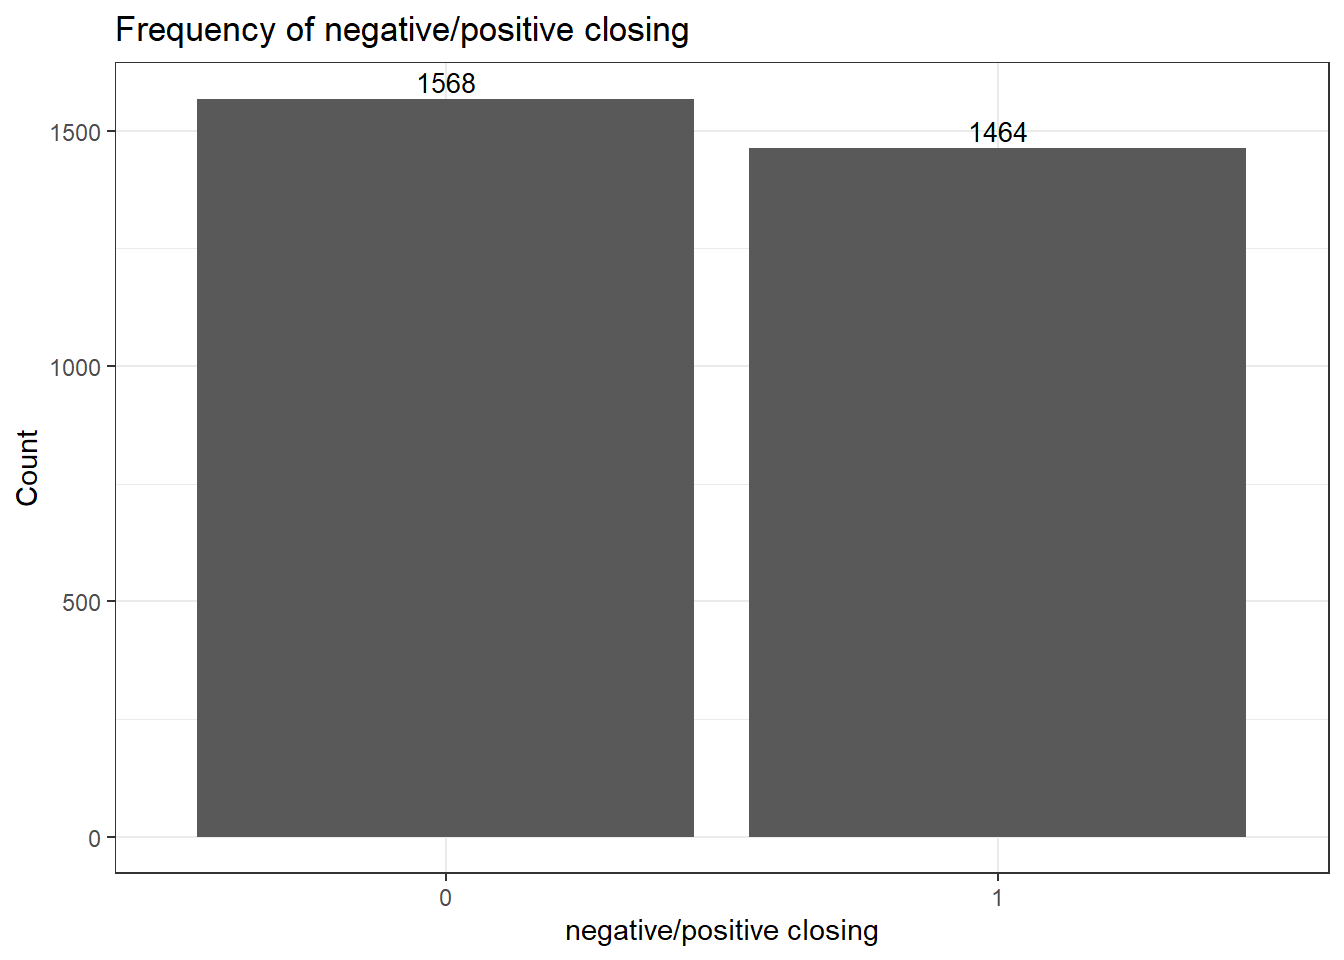 Frequency of negative/positive closing
1568
1464
1500
1000
500
0
Count
0
1
negative/positive closing